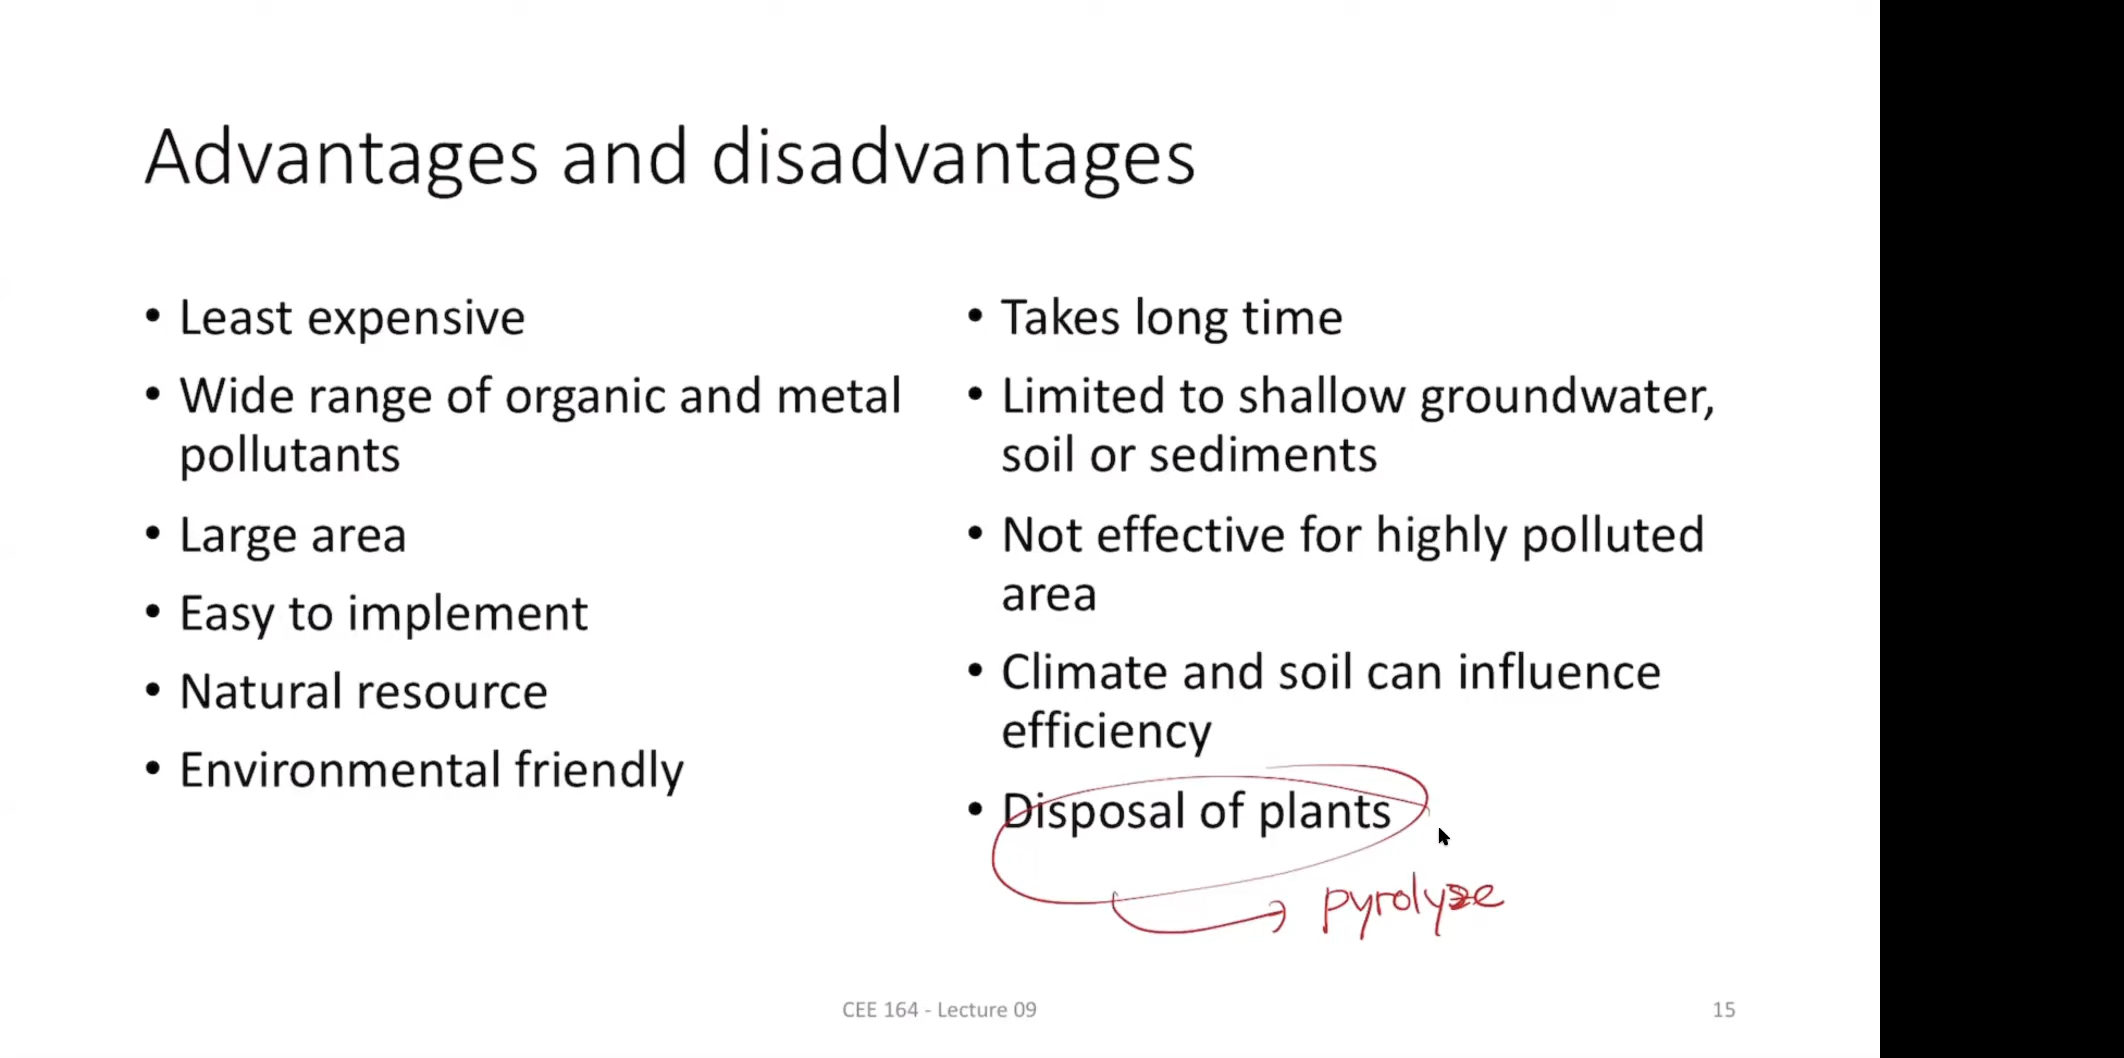 Advantages and disadvantages
• Least expensive
• Wide range of organic and metal
pollutants
• Large area
• Easy to implement
• Natural resource
• Environmental friendly
• Takes long time
• Limited to shallow groundwater,
soil or sediments
• Not effective for highly polluted
area
• Climate and soil can influence
efficiency
• Disposal of plants
pyrolyze
CEE 164 - Lecture 09
15